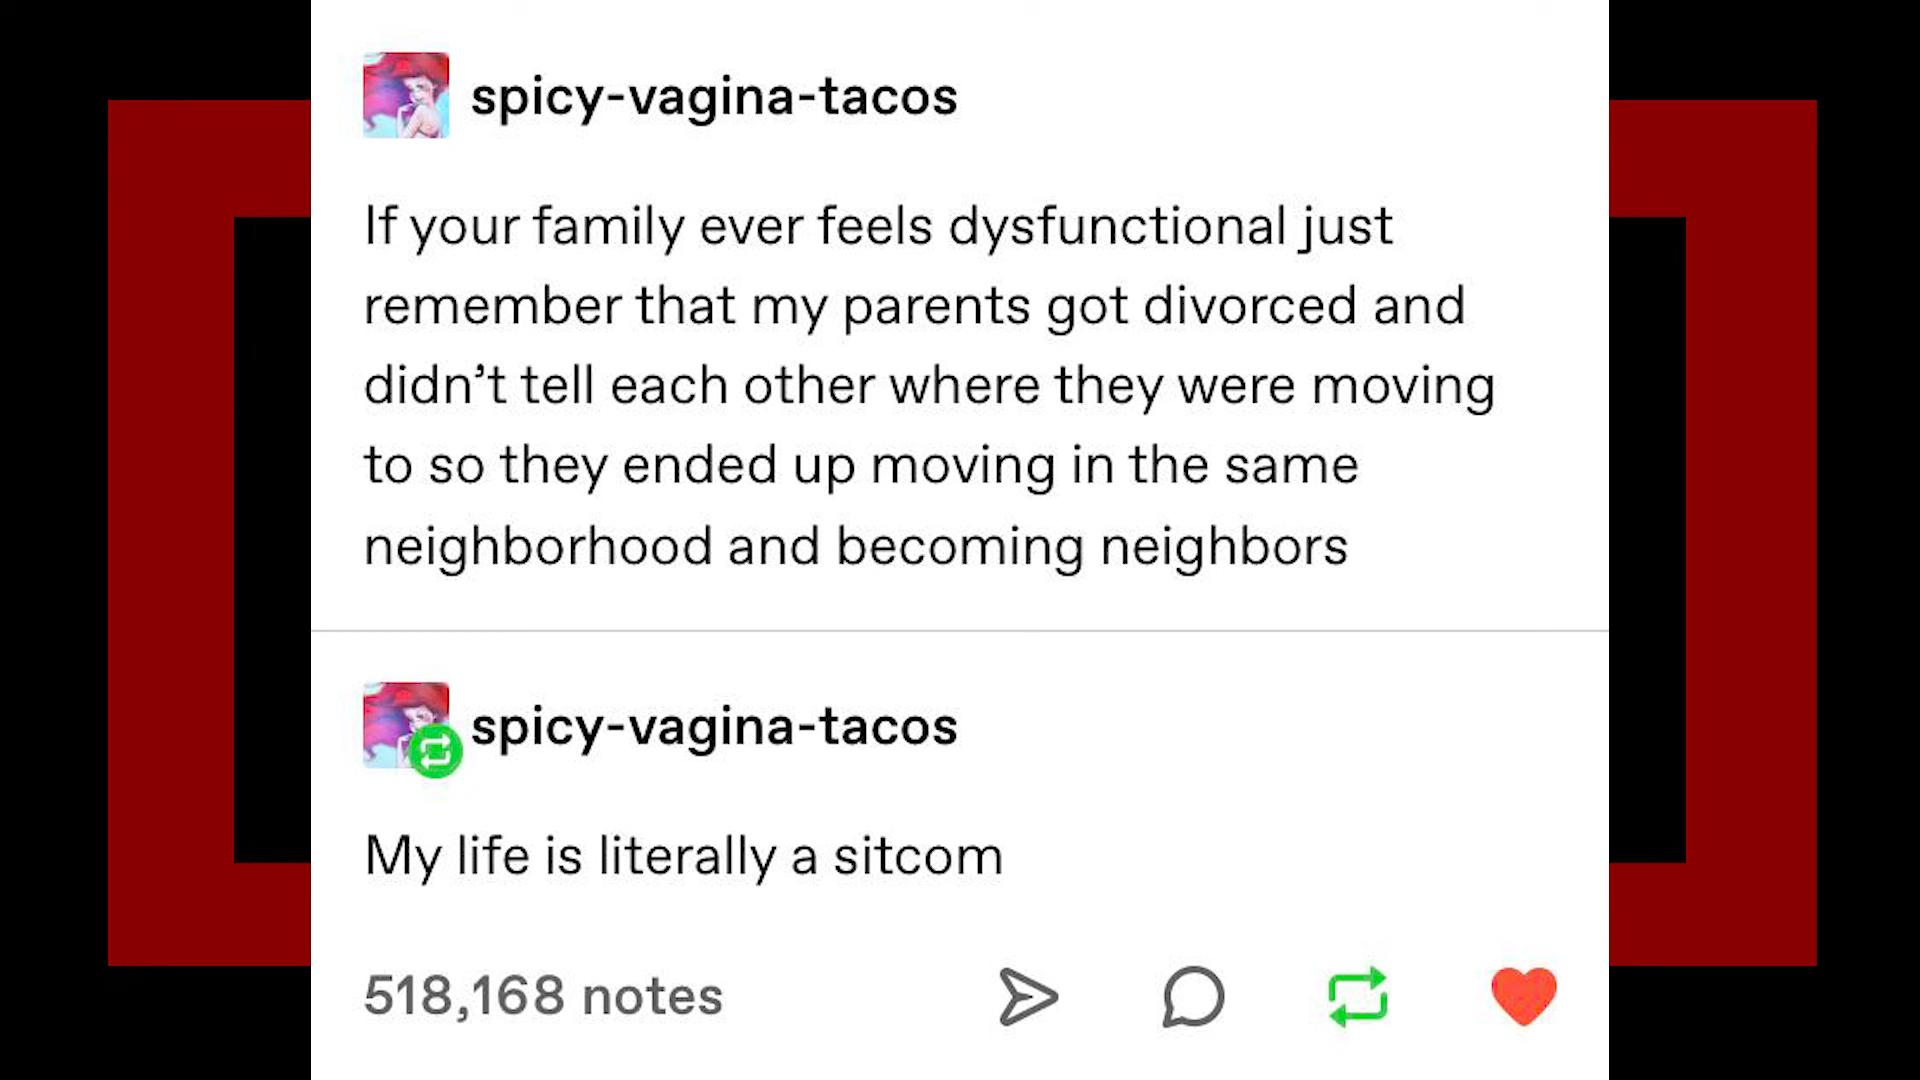 spicy-vagina-tacos
If your family ever feels dysfunctional just
remember that my parents got divorced and
didn’t tell each other where they were moving
to so they ended up moving in the same
neighborhood and becoming neighbors
spicy-vagina-tacos
My life is literally a sitcom
518,168 notes